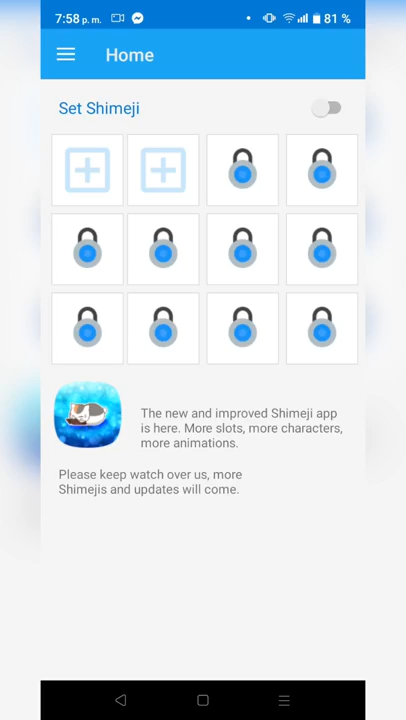 7:58 p. m. 81 %
Home
Set Shimeji
The new and improved Shimeji app
is here. More slots, more characters,
more animations.
Please keep watch over us, more
Shimejis and updates will come.